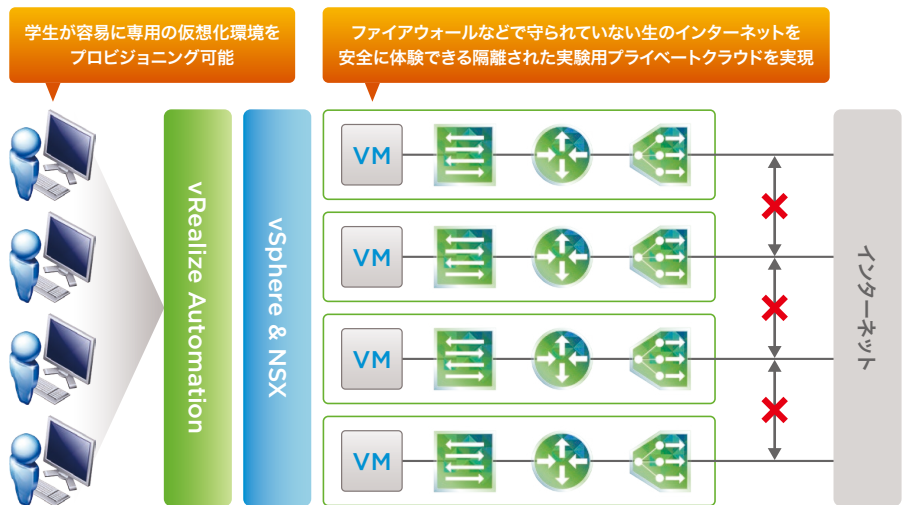 学生が容易に専用の仮想化環境を
プロビジョニング可能
ファイアウォールなどで守られていない生のインターネットを
安全に体験できる隔離された実験用プライベートクラウドを実現
vRealize Automation
vSphere & NSX
VM
VM
VM
VM
インターネット